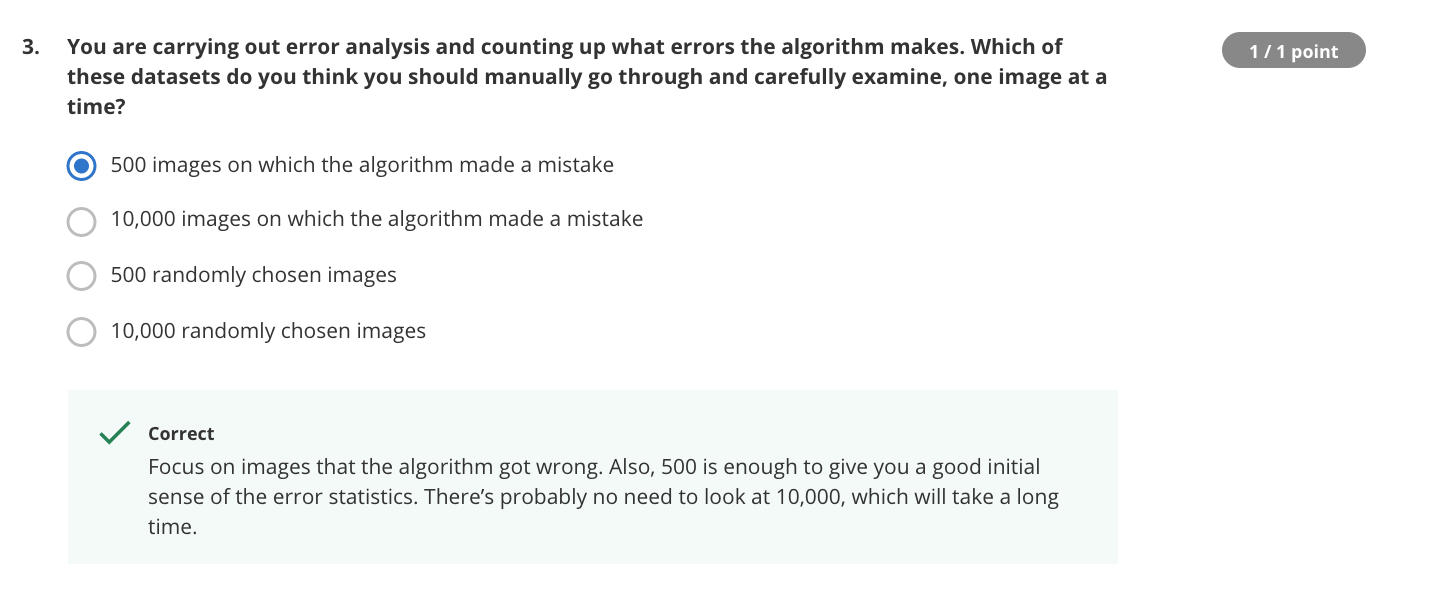 3. You are carrying out error analysis and counting up what errors the algorithm makes. Which of
1 / 1 point
these datasets do you think you should manually go through and carefully examine, one image at a
time?
500 images on which the algorithm made a mistake
10,000 images on which the algorithm made a mistake
500 randomly chosen images
10,000 randomly chosen images
Correct
Focus on images that the algorithm got wrong. Also, 500 is enough to give you a good initial
sense of the error statistics. There’s probably no need to look at 10,000, which will take a long
time.